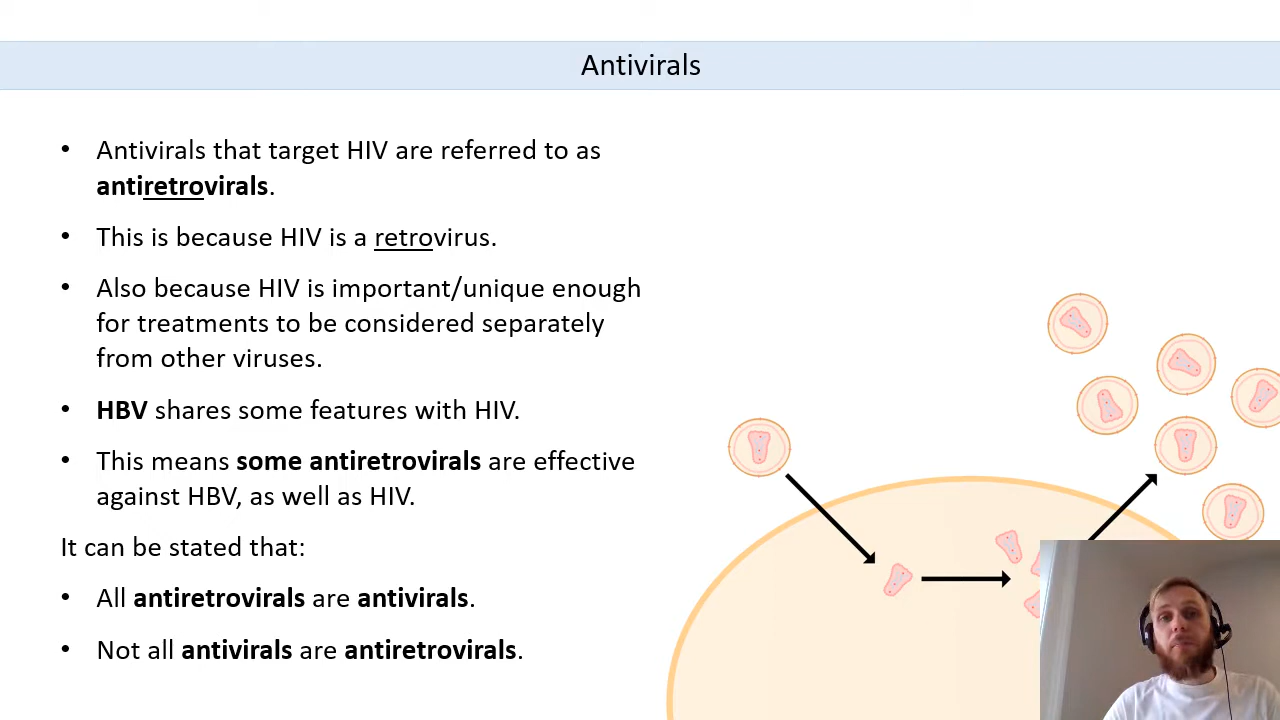 Antivirals
• Antivirals that target HIV are referred to as
antiretrovirals.
• This is because HIV is a retrovirus.
• Also because HIV is important/unique enough
for treatments to be considered separately
from other viruses.
• HBV shares some features with HIV.
• This means some antiretrovirals are effective
against HBV, as well as HIV.
It can be stated that:
• All antiretrovirals are antivirals.
• Not all antivirals are antiretrovirals.